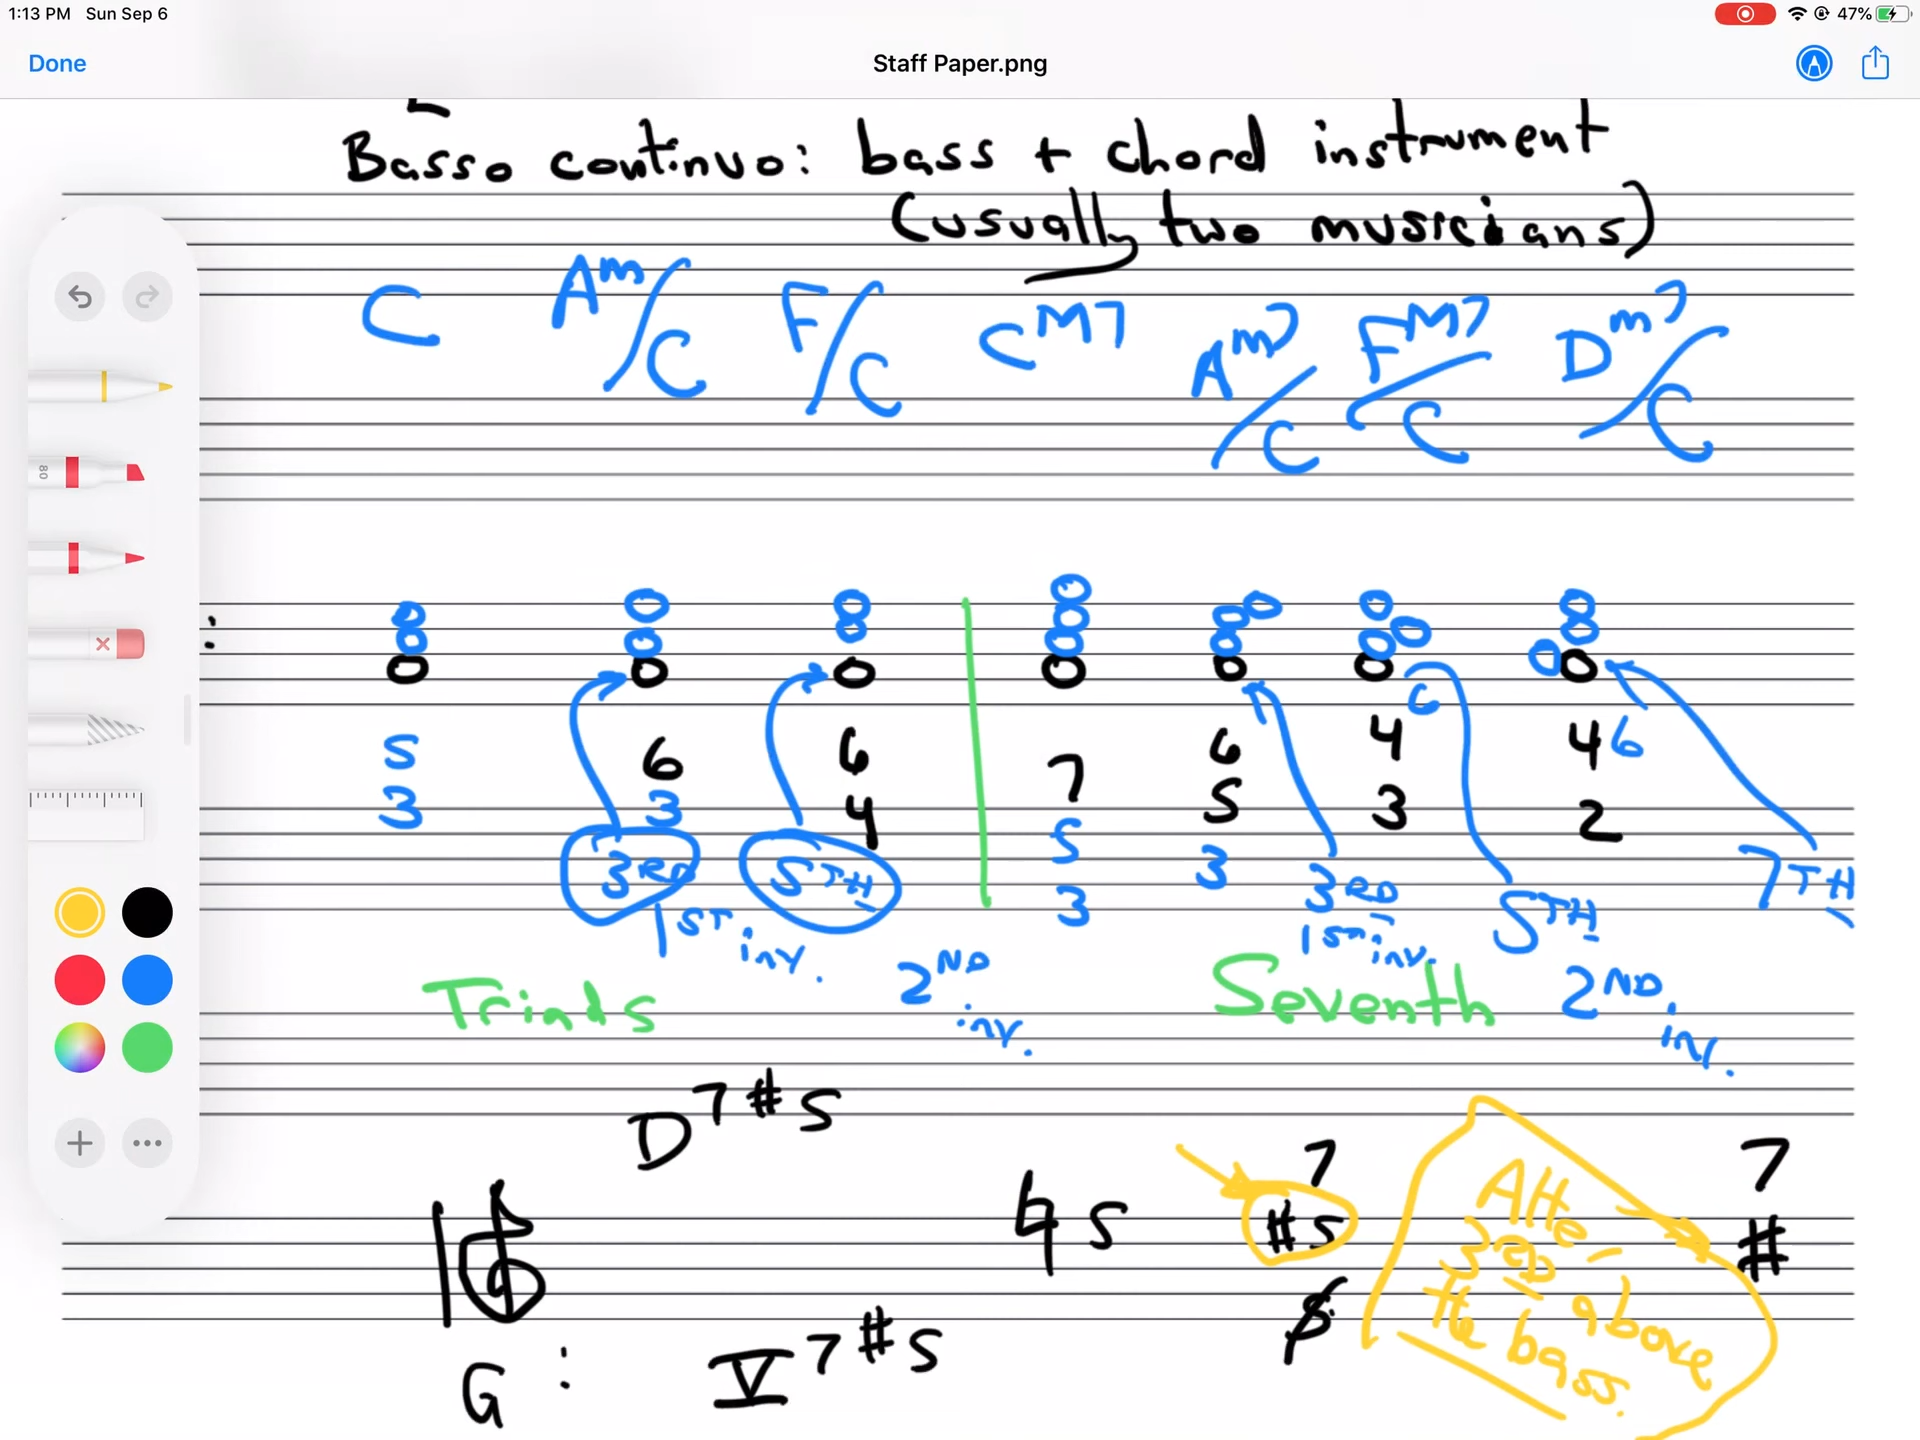 1:13 PM Sun Sep 6
47%
Done
Staff Paper.png
Basso continuo: bass + chord instrument
(usually two musicians)
C Am/C F/C CM7 Am7/C FM7/C Dm7/C
80
5 6 6 7 6 4 6 4 6
3 3 4 5 5 3 2
3 3
3RD 5TH 3RD 5TH 7TH
1ST inv. 2ND inv. 1ST inv. 2ND inv.
Triads Seventh
D7#5
♮5 7 #5 6 7 #
Alter 3RD above the bass.
G: V7#5